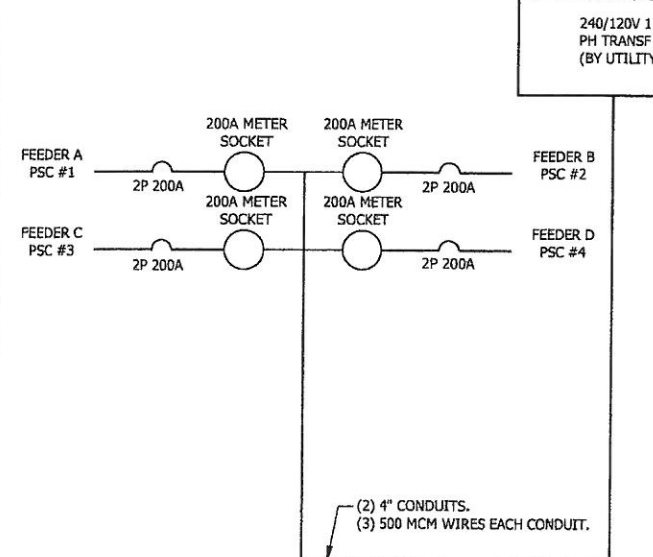 240/120V 1
PH TRANSF
(BY UTILITY
200A METER
SOCKET
200A METER
SOCKET
FEEDER A
PSC #1
2P 200A
2P 200A
FEEDER B
PSC #2
200A METER
SOCKET
200A METER
SOCKET
FEEDER C
PSC #3
2P 200A
2P 200A
FEEDER D
PSC #4
(2) 4" CONDUITS.
(3) 500 MCM WIRES EACH CONDUIT.